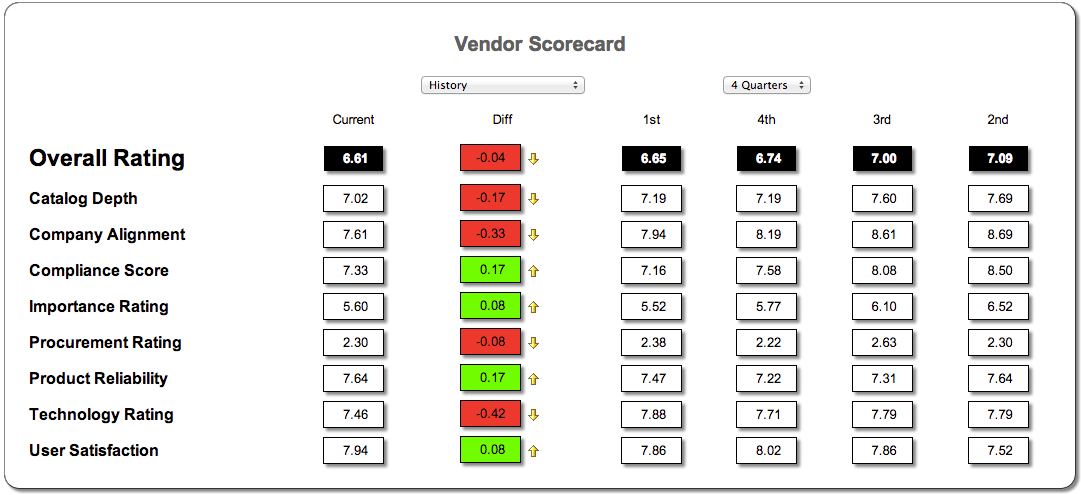 Vendor Scorecard
History 4 Quarters
Current Diff 1st 4th 3rd 2nd
Overall Rating 6.61 -0.04 6.65 6.74 7.00 7.09
Catalog Depth 7.02 -0.17 7.19 7.19 7.60 7.69
Company Alignment 7.61 -0.33 7.94 8.19 8.61 8.69
Compliance Score 7.33 0.17 7.16 7.58 8.08 8.50
Importance Rating 5.60 0.08 5.52 5.77 6.10 6.52
Procurement Rating 2.30 -0.08 2.38 2.22 2.63 2.30
Product Reliability 7.64 0.17 7.47 7.22 7.31 7.64
Technology Rating 7.46 -0.42 7.88 7.71 7.79 7.79
User Satisfaction 7.94 0.08 7.86 8.02 7.86 7.52